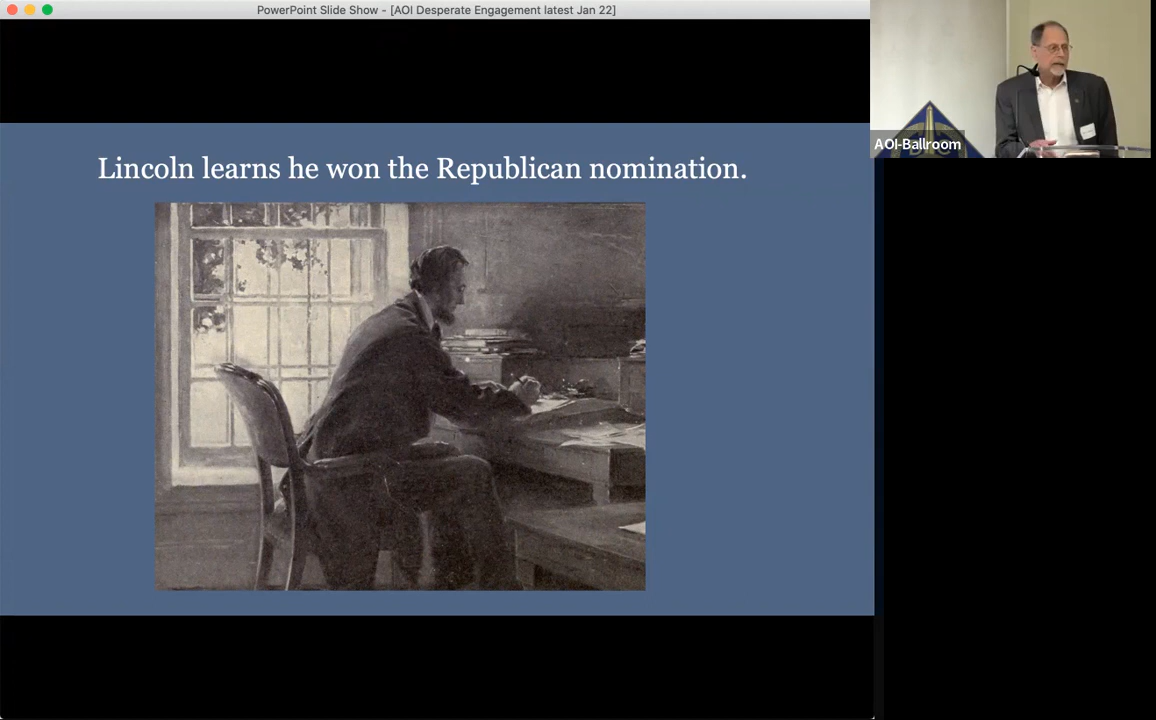 PowerPoint Slide Show - [AOI Desperate Engagement latest Jan 22]
Lincoln learns he won the Republican nomination.
AOI-Ballroom